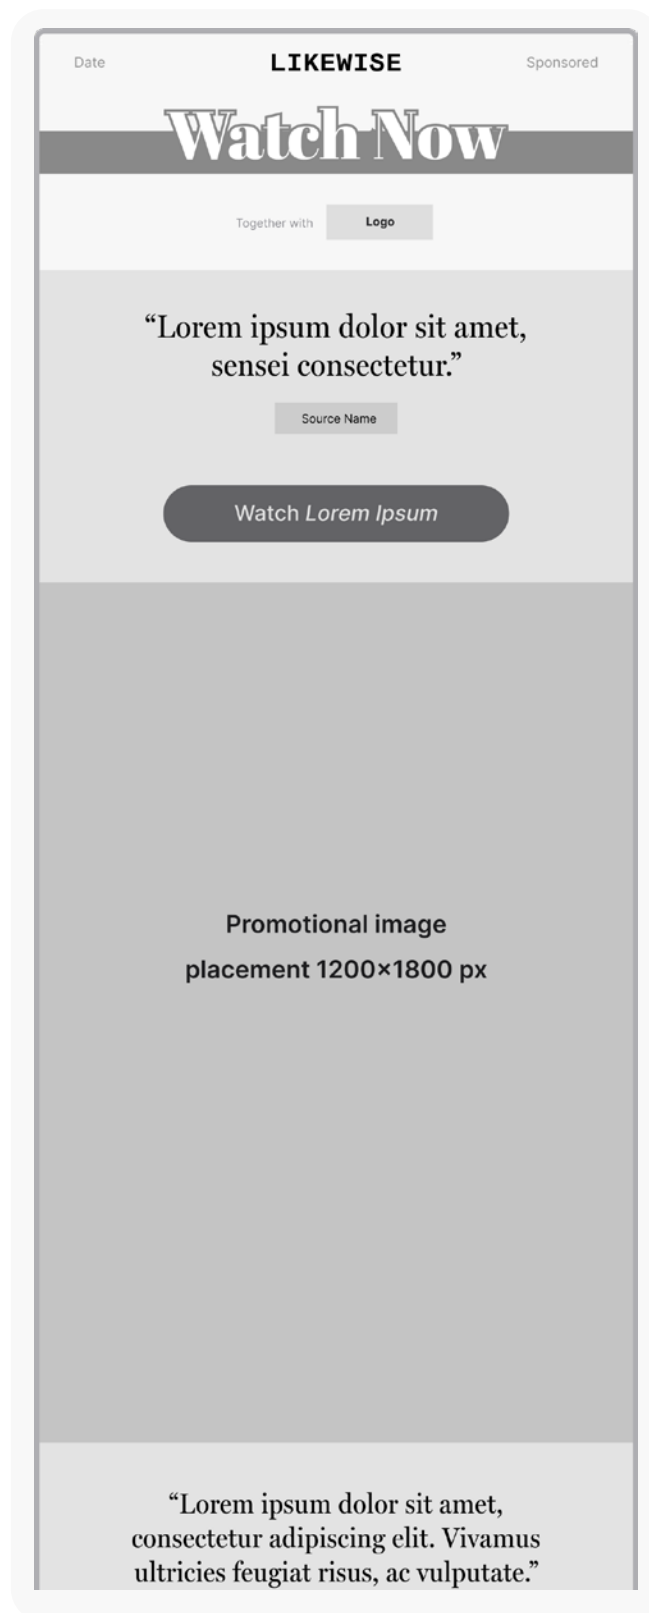 Date LIKEWISE Sponsored
Watch Now
Together with Logo
“Lorem ipsum dolor sit amet,
sensei consectetur.”
Source Name
Watch Lorem Ipsum
Promotional image
placement 1200×1800 px
“Lorem ipsum dolor sit amet,
consectetur adipiscing elit. Vivamus
ultricies feugiat risus, ac vulputate.”